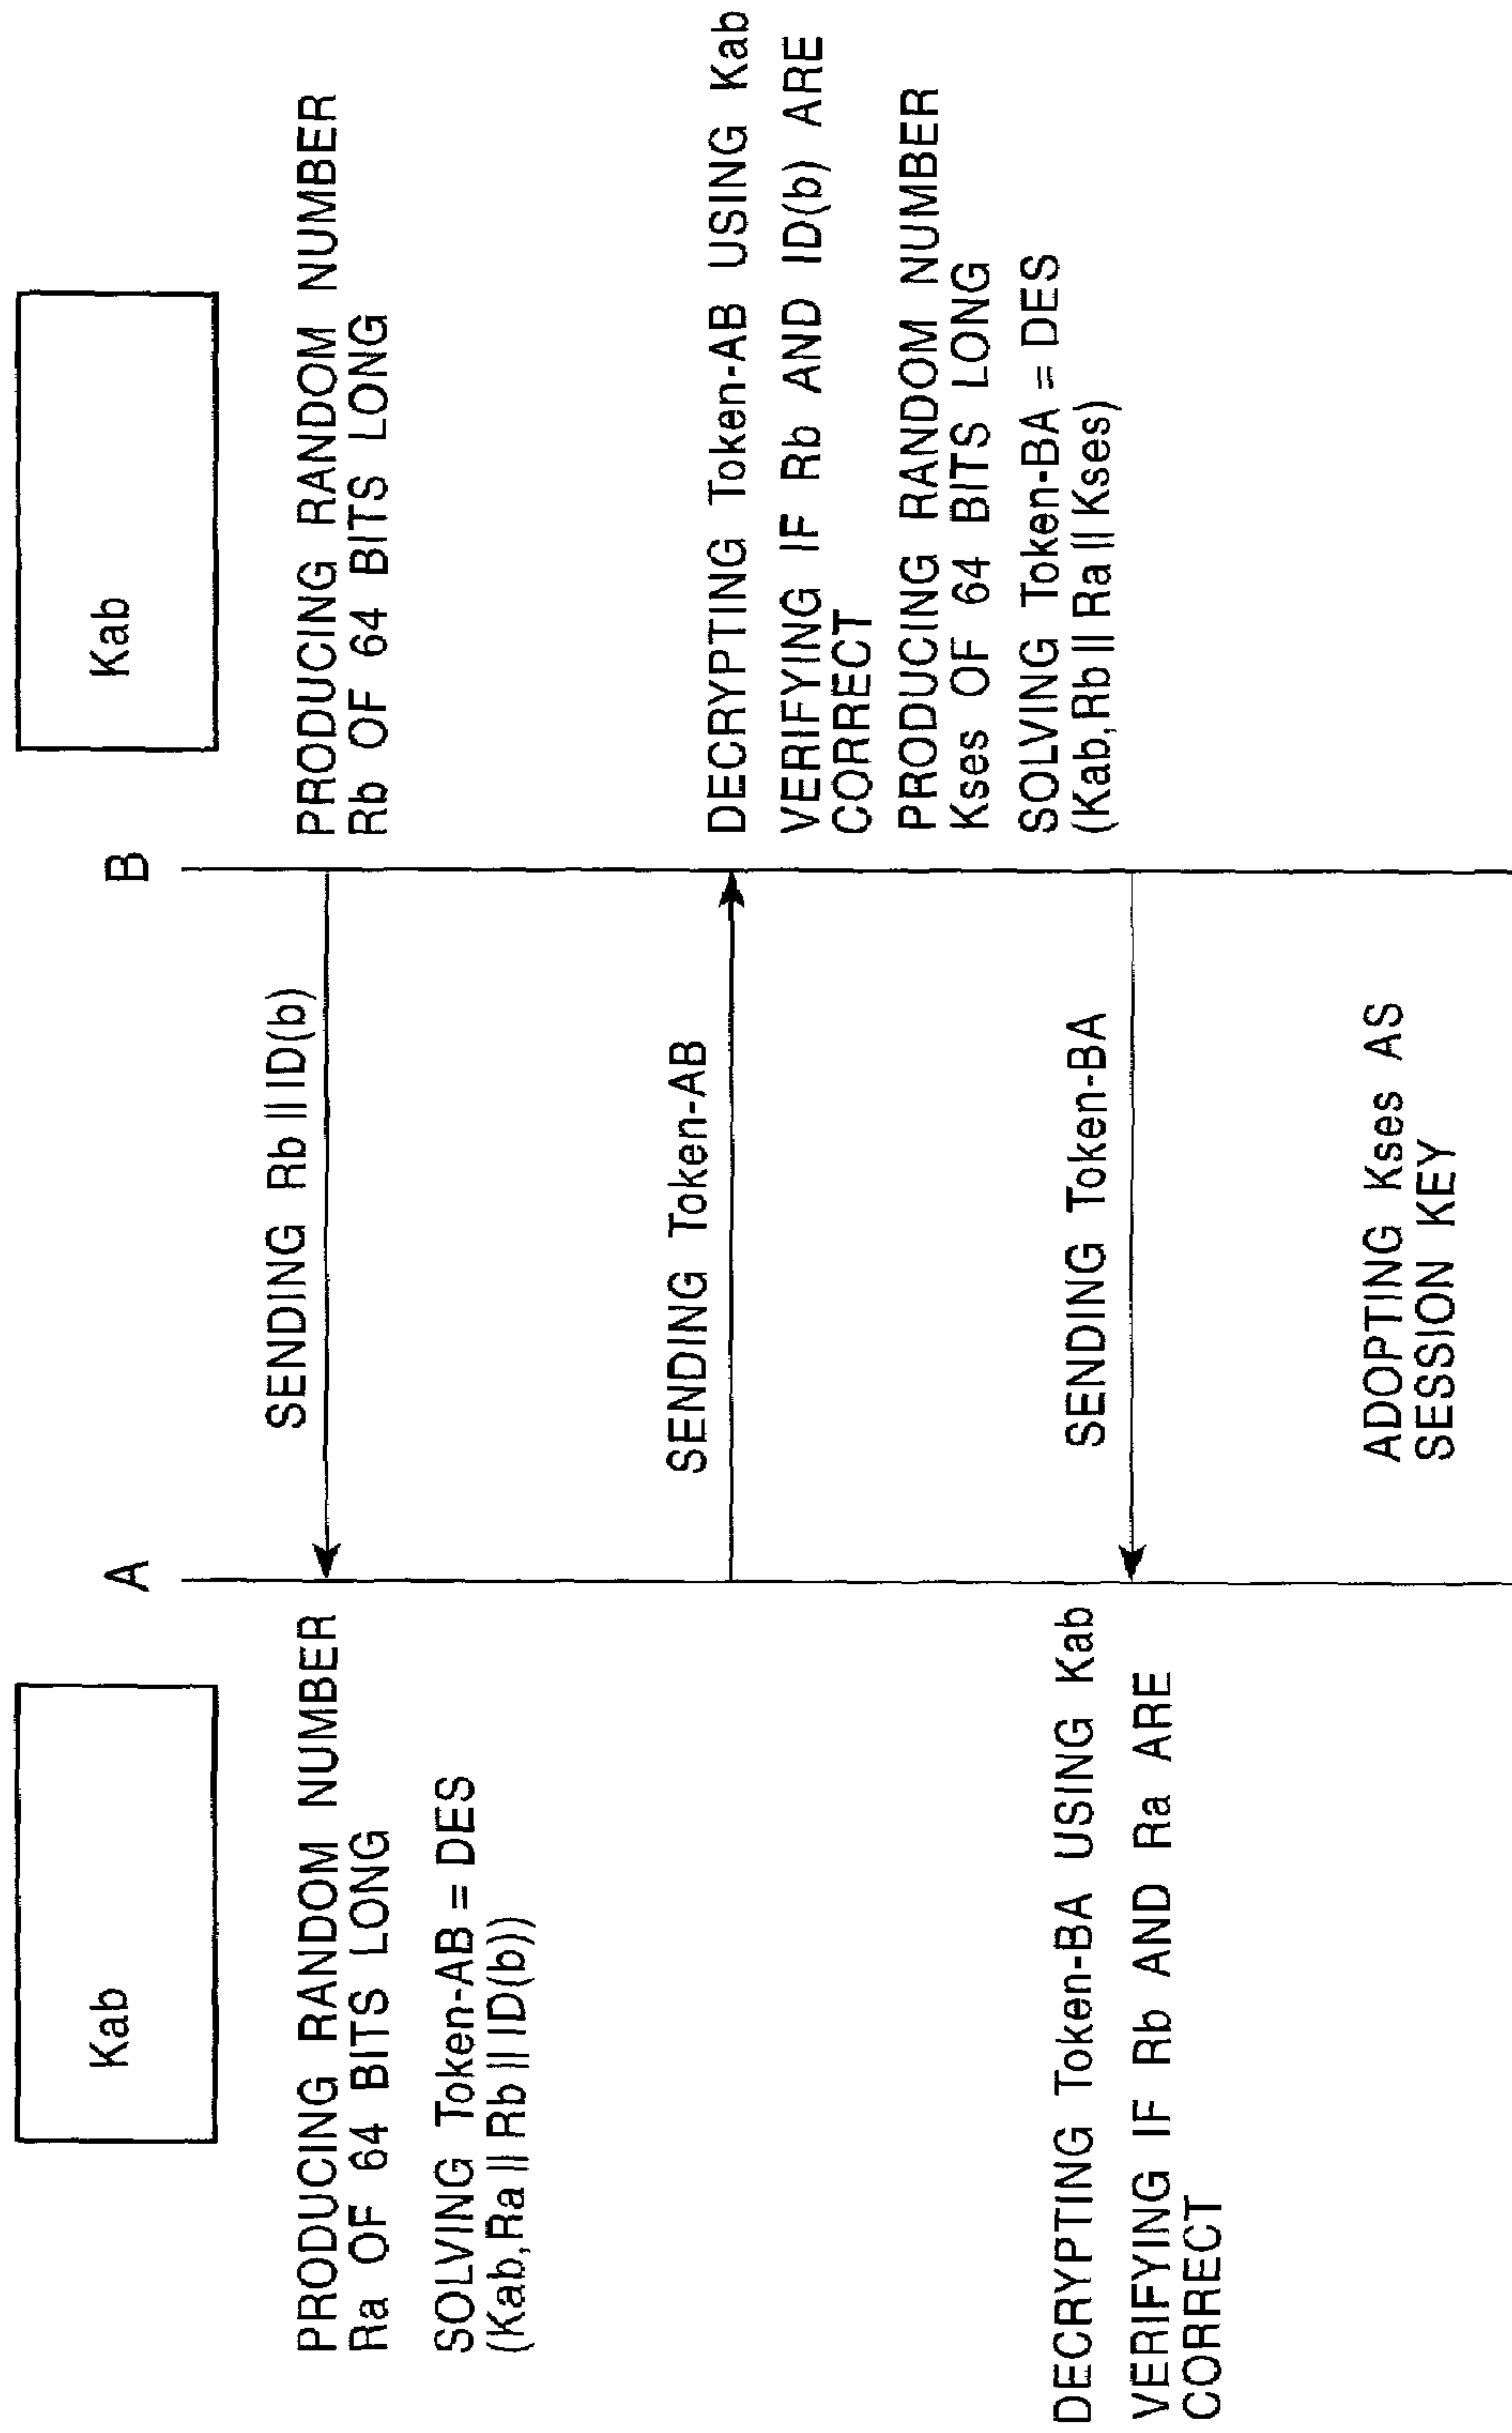 Kab
Kab
A
B
PRODUCING RANDOM NUMBER
Rb OF 64 BITS LONG
SENDING Rb || ID(b)
PRODUCING RANDOM NUMBER
Ra OF 64 BITS LONG
SOLVING Token-AB = DES
(Kab,Ra || Rb || ID(b))
SENDING Token-AB
DECRYPTING Token-AB USING Kab
VERIFYING IF Rb AND ID(b) ARE
CORRECT
PRODUCING RANDOM NUMBER
Kses OF 64 BITS LONG
SOLVING Token-BA = DES
(Kab,Rb || Ra || Kses)
SENDING Token-BA
DECRYPTING Token-BA USING Kab
VERIFYING IF Rb AND Ra ARE
CORRECT
ADOPTING Kses AS
SESSION KEY